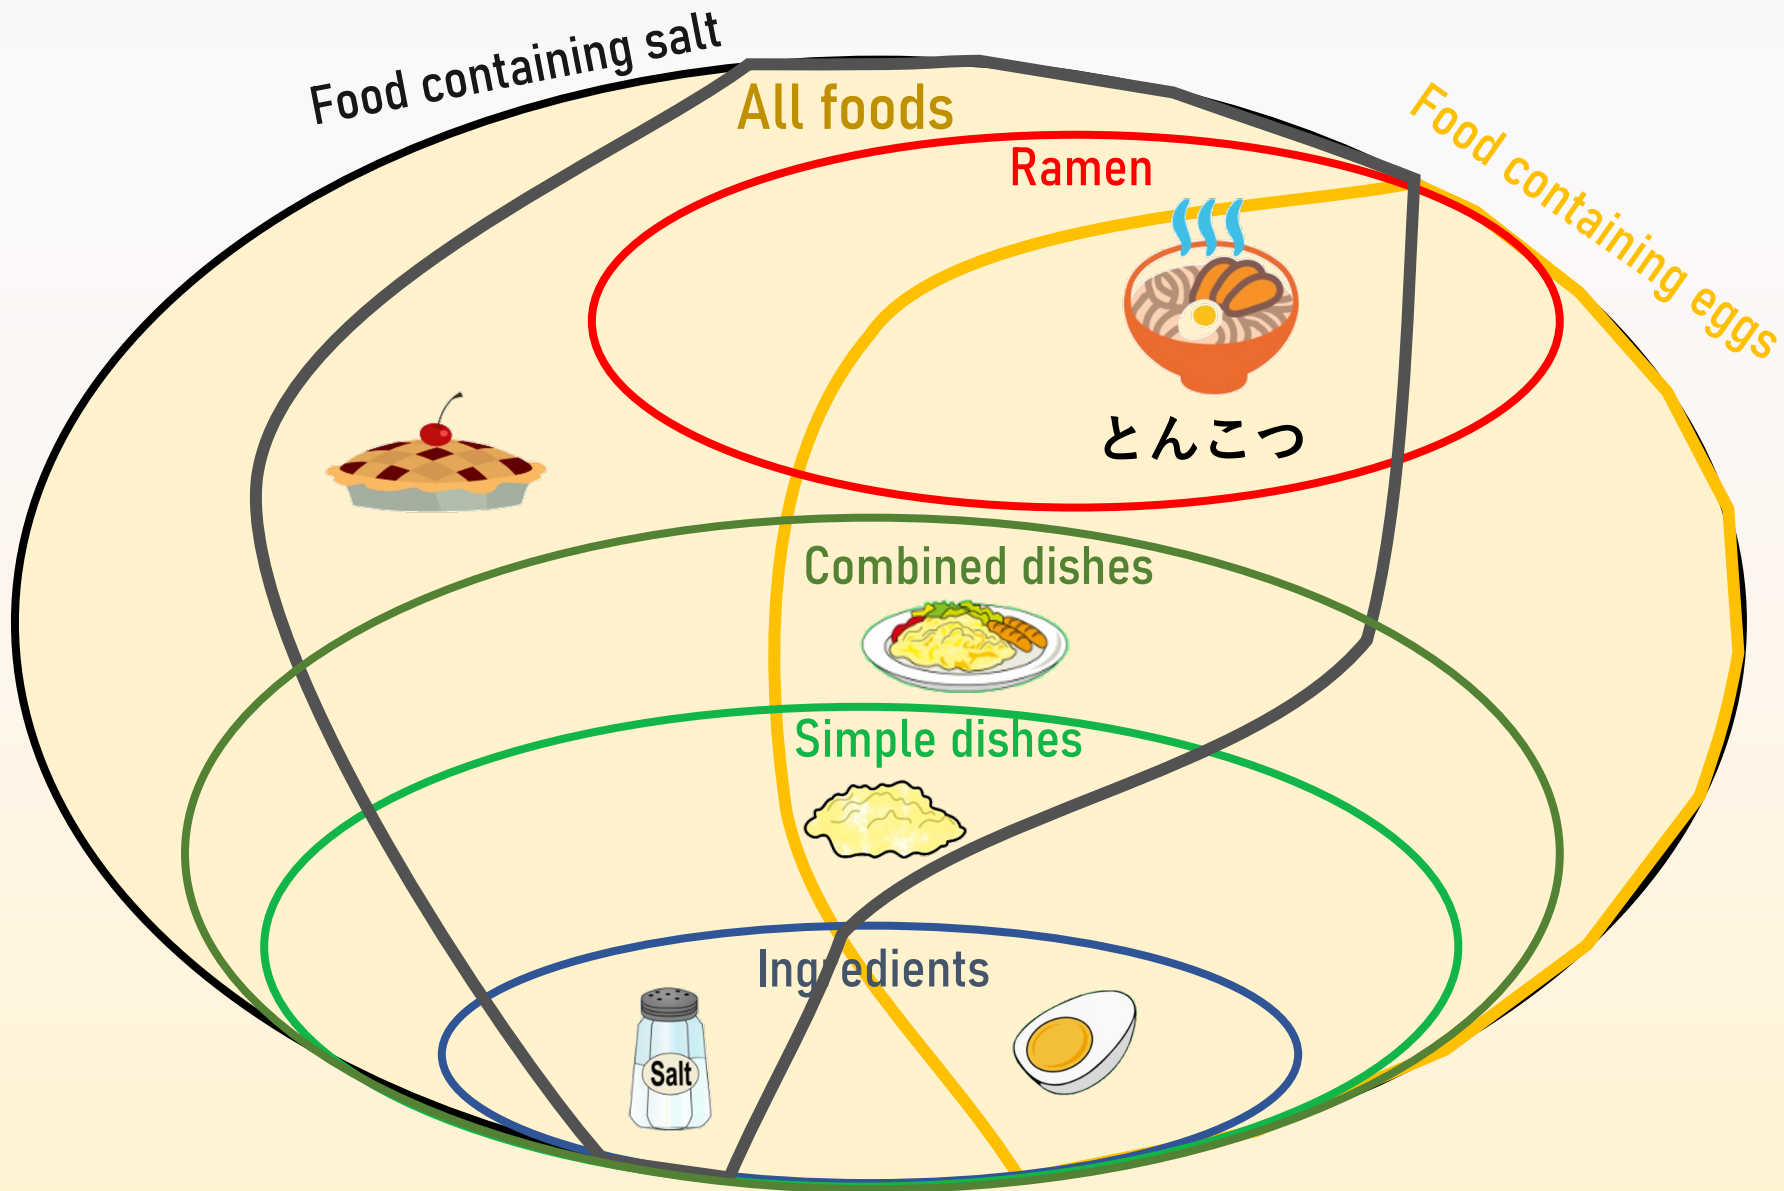 Food containing salt
All foods
Food containing eggs
Ramen
とんこつ
Combined dishes
Simple dishes
Ingredients
Salt